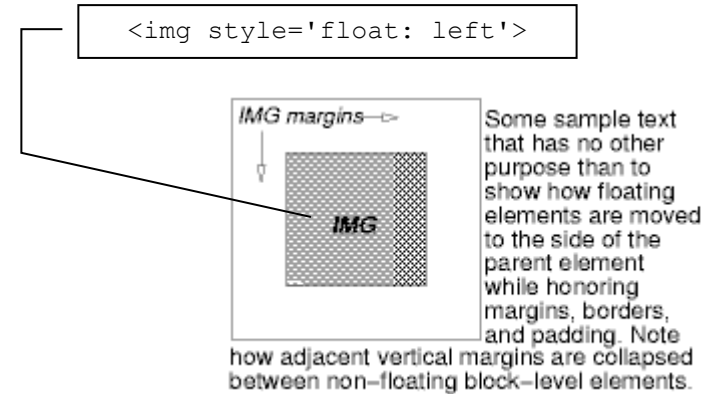 <img style='float: left'>
IMG margins
IMG
Some sample text
that has no other
purpose than to
show how floating
elements are moved
to the side of the
parent element
while honoring
margins, borders,
and padding. Note
how adjacent vertical margins are collapsed
between non–floating block–level elements.